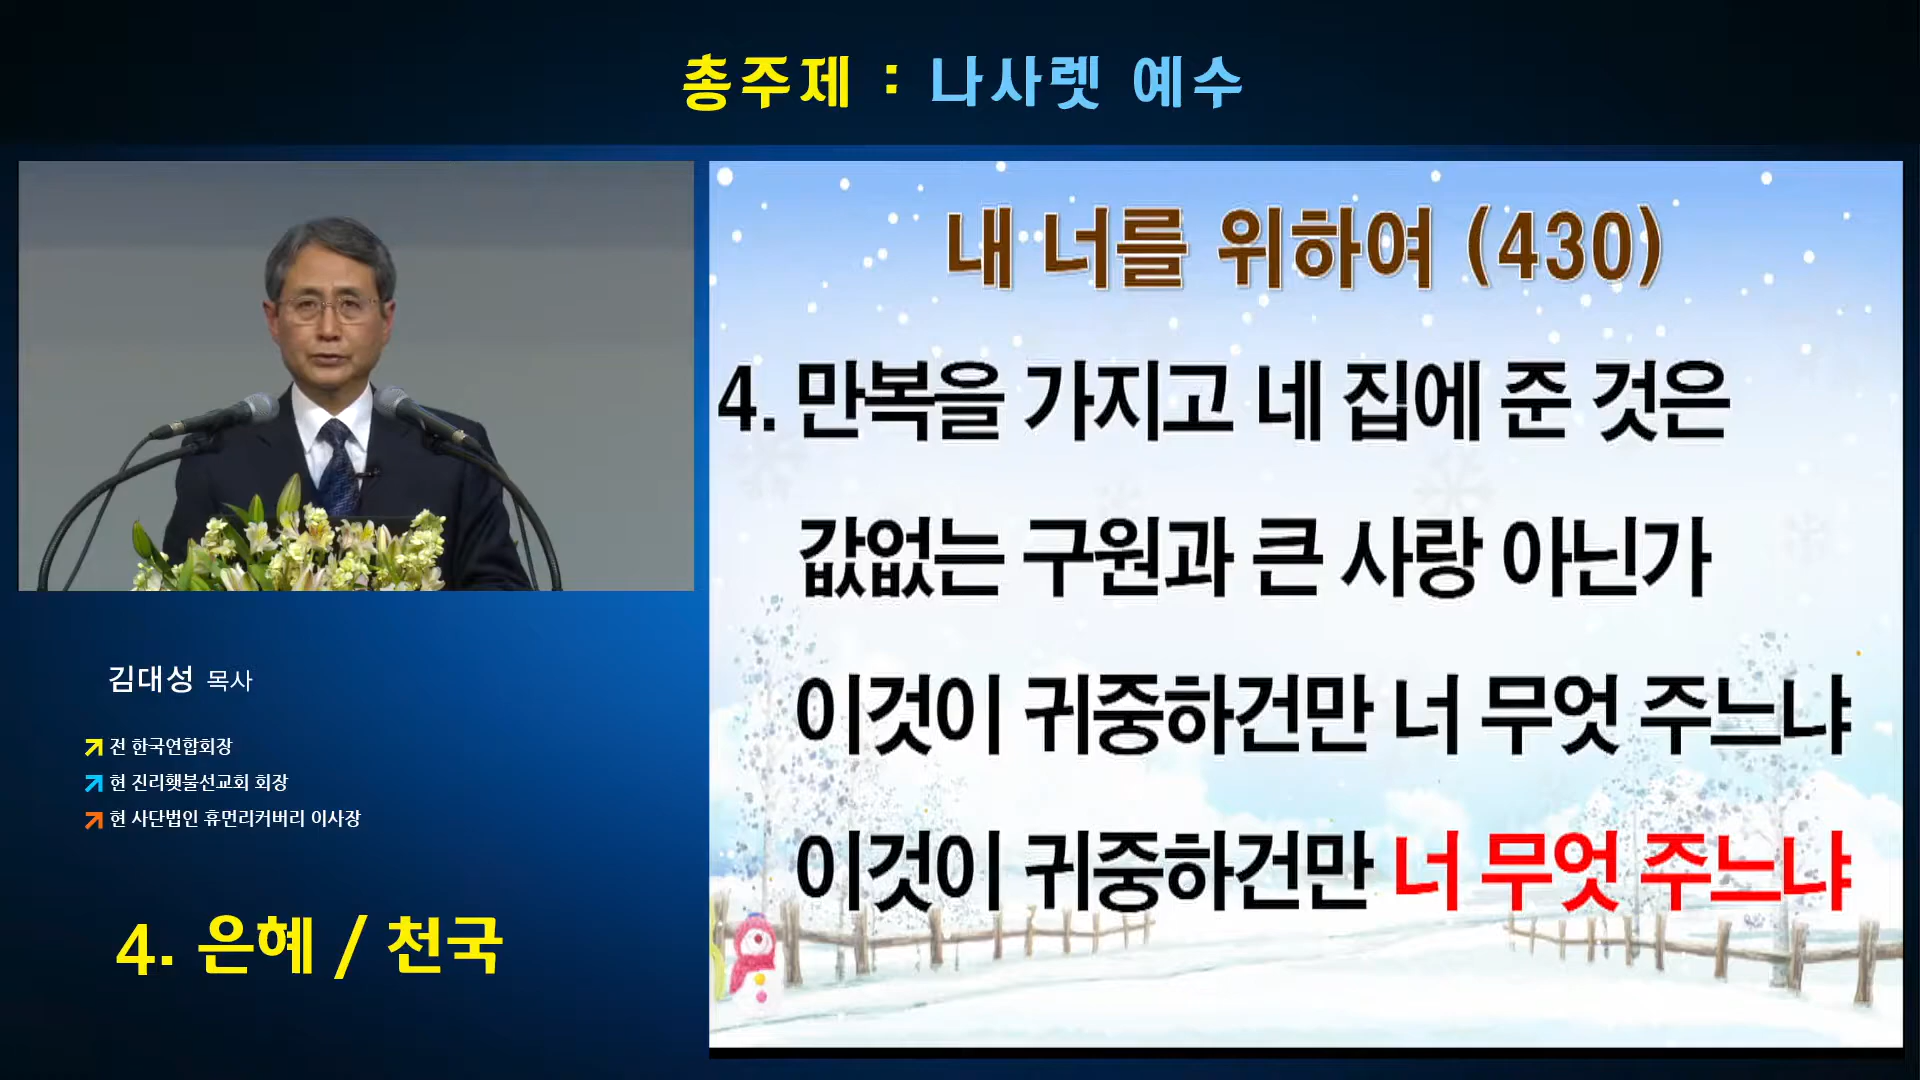 총주제 : 나사렛 예수
김대성 목사
전 한국연합회장
현 진리횃불선교회 회장
현 사단법인 휴먼리커버리 이사장
4. 은혜 / 천국
내 너를 위하여 (430)
4. 만복을 가지고 네 집에 준 것은
값없는 구원과 큰 사랑 아닌가
이것이 귀중하건만 너 무엇 주느냐
이것이 귀중하건만 너 무엇 주느냐